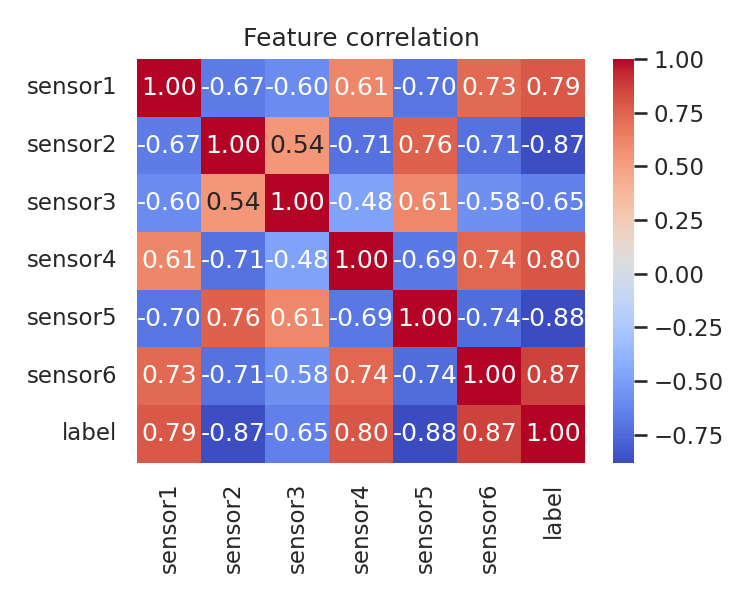 Feature correlation
sensor1 1.00 -0.67 -0.60 0.61 -0.70 0.73 0.79
sensor2 -0.67 1.00 0.54 -0.71 0.76 -0.71 -0.87
sensor3 -0.60 0.54 1.00 -0.48 0.61 -0.58 -0.65
sensor4 0.61 -0.71 -0.48 1.00 -0.69 0.74 0.80
sensor5 -0.70 0.76 0.61 -0.69 1.00 -0.74 -0.88
sensor6 0.73 -0.71 -0.58 0.74 -0.74 1.00 0.87
label 0.79 -0.87 -0.65 0.80 -0.88 0.87 1.00
sensor1 sensor2 sensor3 sensor4 sensor5 sensor6 label
1.00
0.75
0.50
0.25
0.00
−0.25
−0.50
−0.75